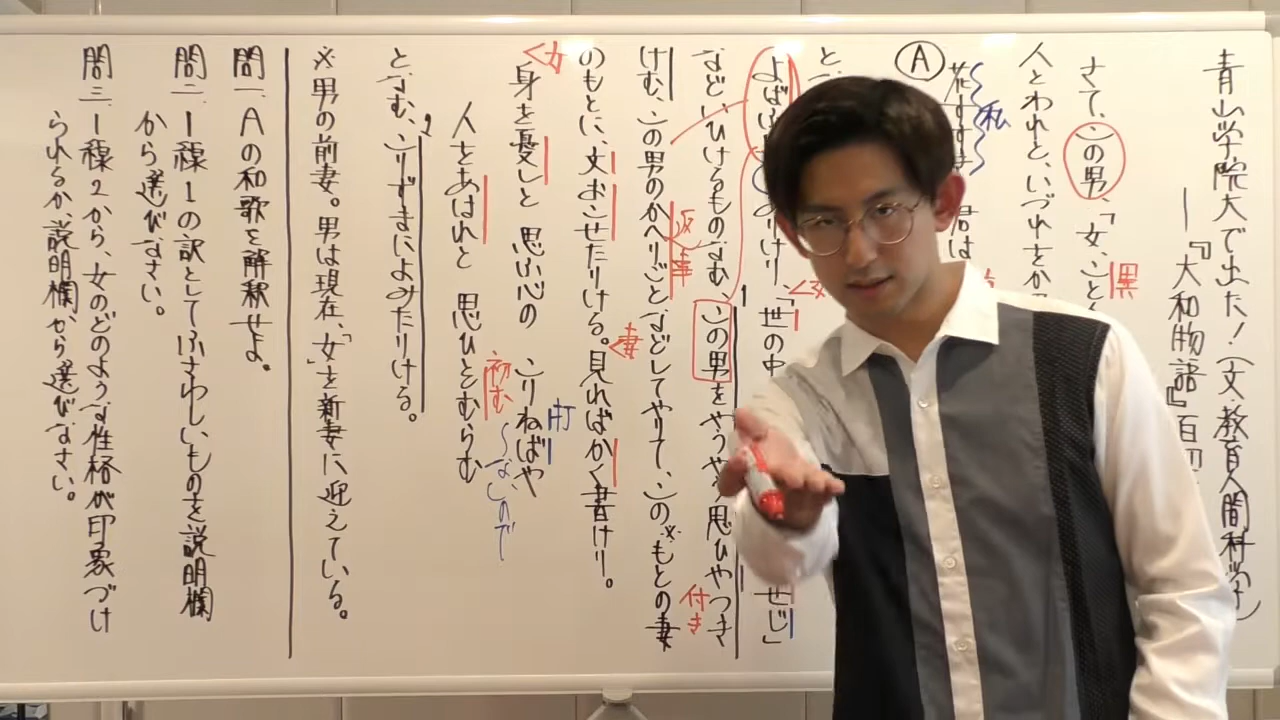 青山学院大で出た!(文教育人間科学)
―『大和物語』百四
さて、この男、「女、こと
異
人とわれと、いづれをか
A
花すすき 君は
私
と
よば
のりけり。「世の中
女
せじ」
などいひけるものなむ、この男をやうやう思ひやつき
1
付き
けむ、この男のかへりごとなどしてやりて、この※もとの妻
返事
のもとに、文おこせたりける。見ればかく書けり。
妻
女
身を憂しと 思ふ心の こりねばや
打
人をあはれと 思ひそむらむ
初む
〜ないので
2
となむ、こりずまによみたりける。
※男の前妻。男は現在、「女」を新妻に迎えている。
問一、Aの和歌を解釈せよ。
問二、ー線1の訳としてふさわしいものを説明欄
から選びなさい。
問三、ー線2から、女のどのような性格が印象づけ
られるか、説明欄から選びなさい。